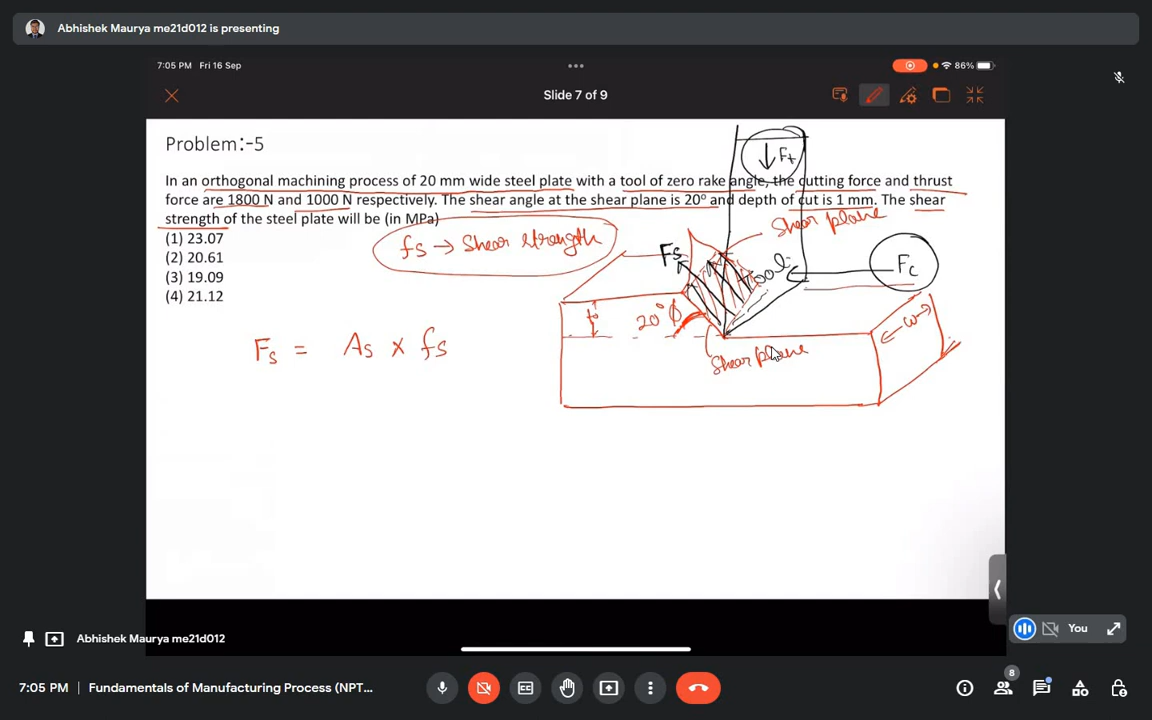 Abhishek Maurya me21d012 is presenting
7:05 PM Fri 16 Sep
86%
Slide 7 of 9
Problem:-5
In an orthogonal machining process of 20 mm wide steel plate with a tool of zero rake angle, the cutting force and thrust
force are 1800 N and 1000 N respectively. The shear angle at the shear plane is 20° and depth of cut is 1 mm. The shear
strength of the steel plate will be (in MPa)
(1) 23.07
(2) 20.61
(3) 19.09
(4) 21.12
Ft
Shear plane
fs → Shear strength
Fs
tool
Fc
t
20° ϕ
w
Shear plane
Fs = As × fs
Abhishek Maurya me21d012
You
7:05 PM | Fundamentals of Manufacturing Process (NPT...
8